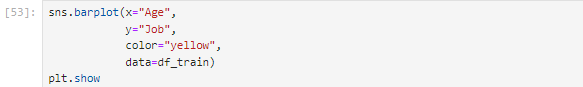 [53]: sns.barplot(x="Age",
y="Job",
color="yellow",
data=df_train)
plt.show